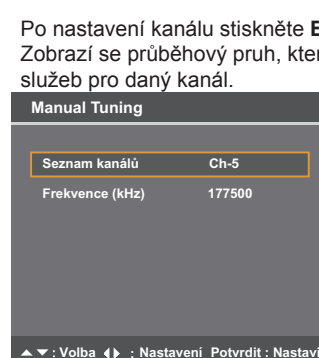 Po nastavení kanálu stiskněte
Zobrazí se průběhový pruh,
služeb pro daný kanál.
Manual Tuning
Seznam kanálů Ch-5
Frekvence (kHz) 177500
▲▼: Volba ◀▶ : Nastavení Potvrdit :